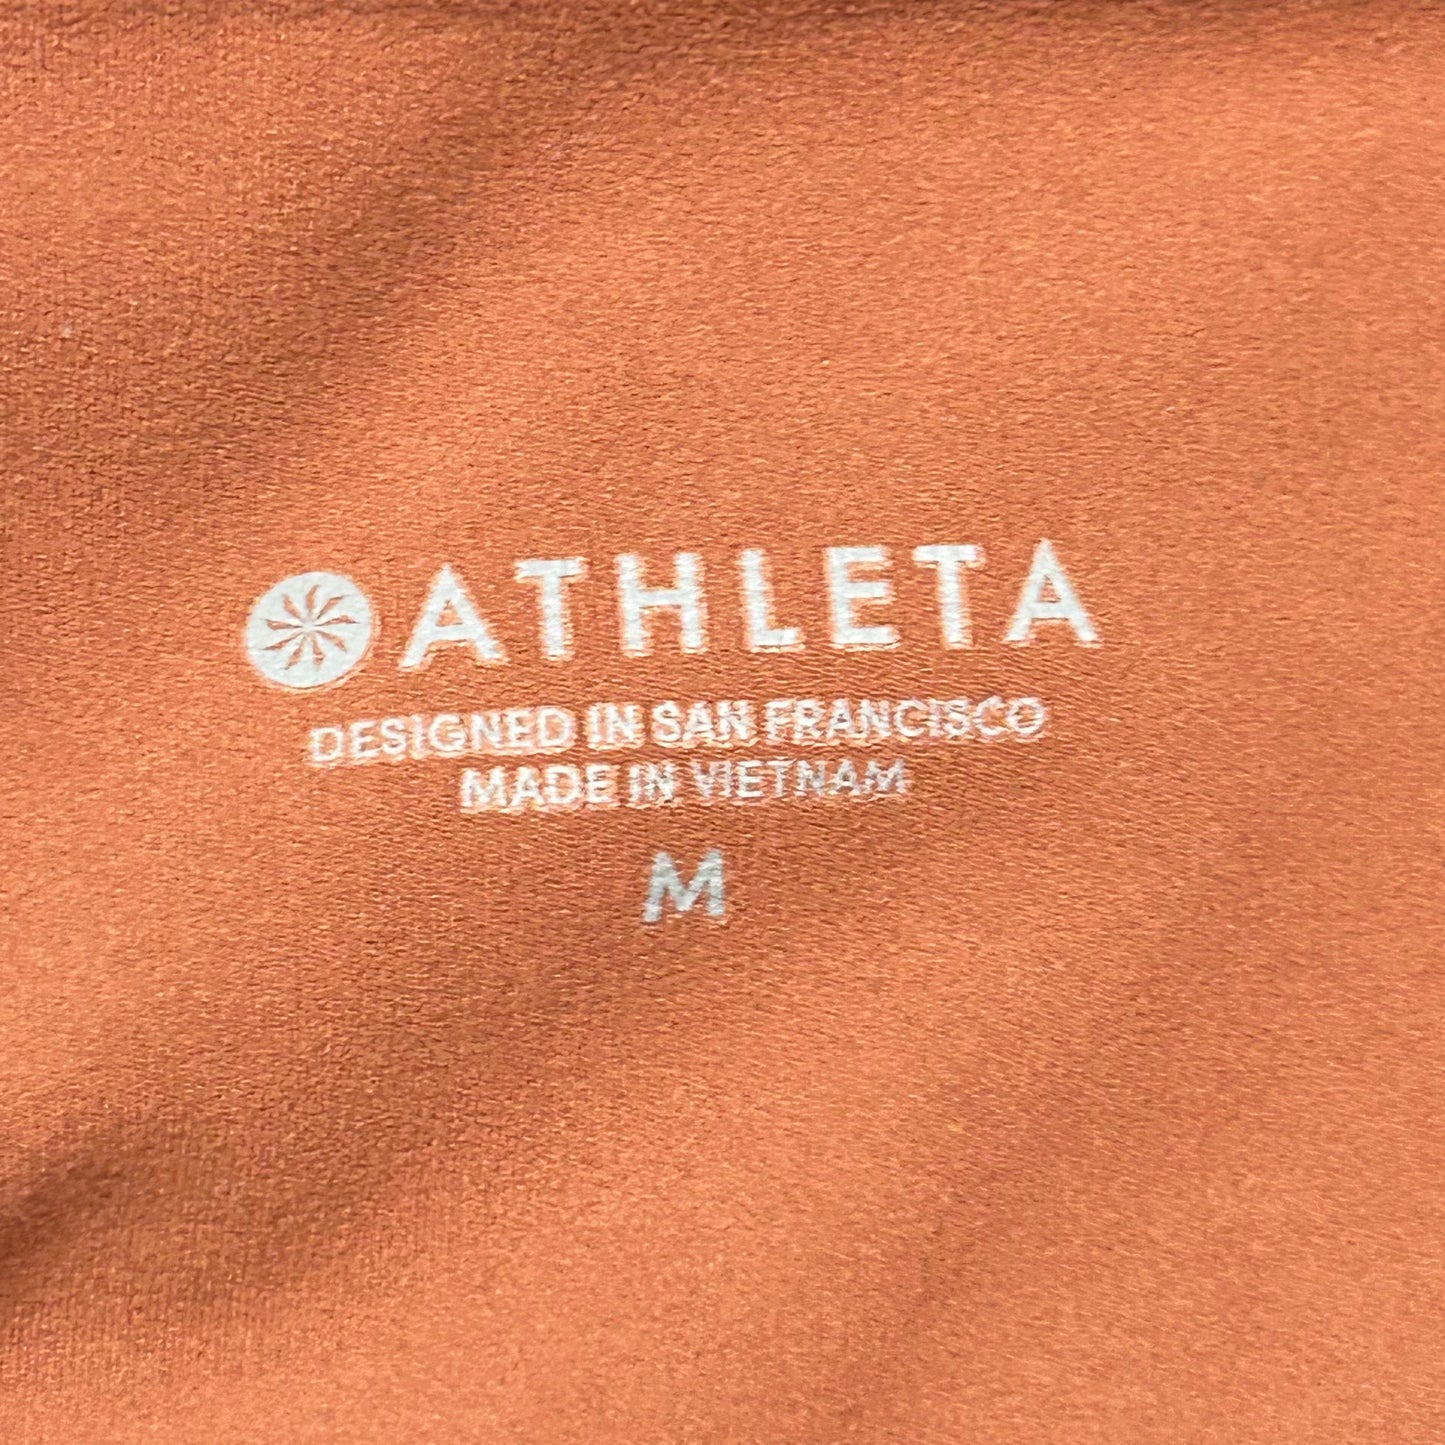 ATHLETA
DESIGNED IN SAN FRANCISCO
MADE IN VIETNAM
M